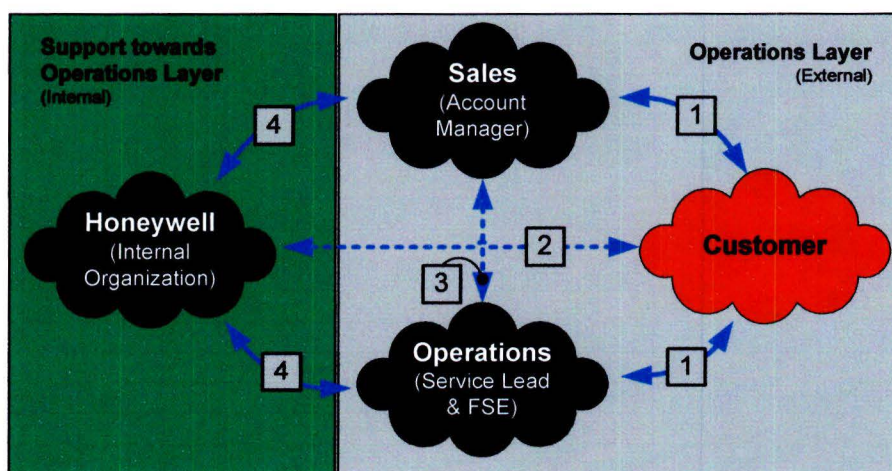 Support towards
Operations Layer
(Internal)
Sales
(Account
Manager)
Operations Layer
(External)
4
1
Honeywell
(Internal
Organization)
2
Customer
3
4
Operations
(Service Lead
& FSE)
1